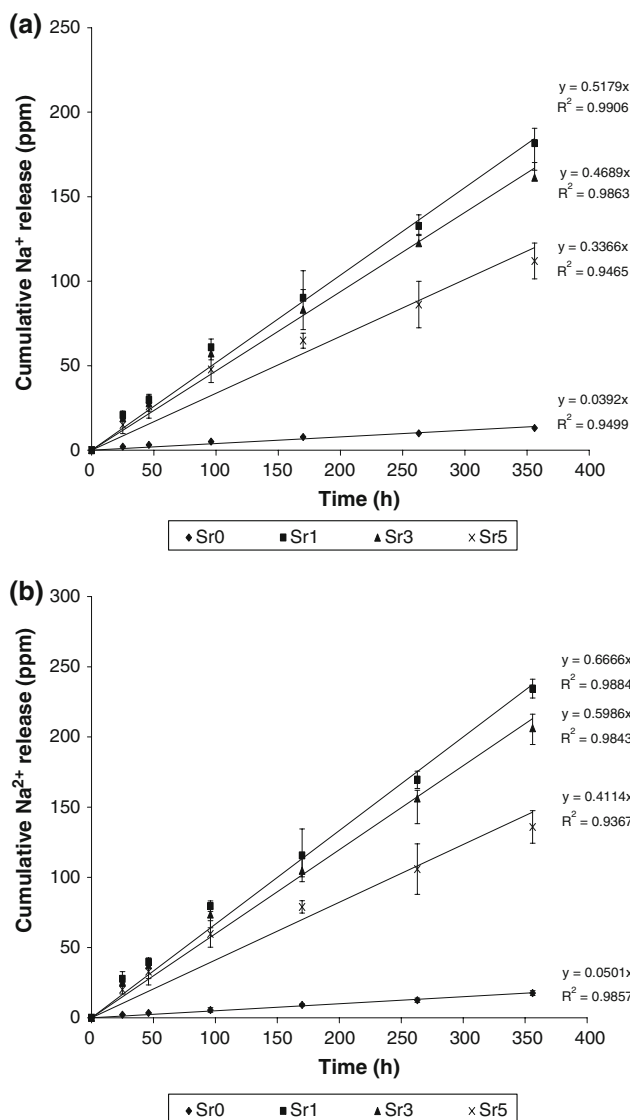 (a)
250
200
150
100
50
0
Cumulative Na⁺ release (ppm)
y = 0.5179x
R² = 0.9906
y = 0.4689x
R² = 0.9863
y = 0.3366x
R² = 0.9465
y = 0.0392x
R² = 0.9499
0 50 100 150 200 250 300 350 400
Time (h)
Sr0 Sr1 Sr3 Sr5
(b)
300
250
200
150
100
50
0
Cumulative Na²⁺ release (ppm)
y = 0.6666x
R² = 0.9884
y = 0.5986x
R² = 0.9843
y = 0.4114x
R² = 0.9367
y = 0.0501x
R² = 0.9857
0 50 100 150 200 250 300 350 400
Time (h)
Sr0 Sr1 Sr3 Sr5